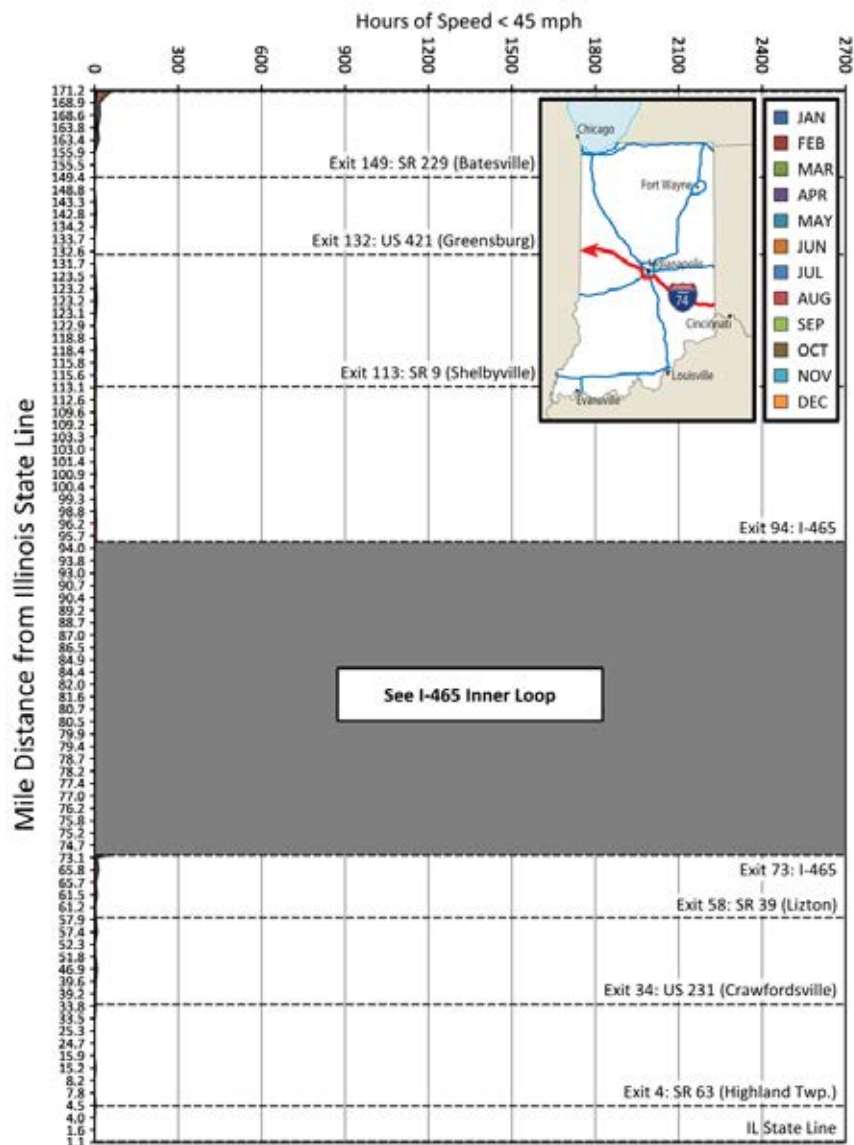 Hours of Speed < 45 mph
0 300 600 900 1200 1500 1800 2100 2400 2700
Mile Distance from Illinois State Line
171.2
168.9
168.6
163.8
163.4
155.9
155.5
149.4
148.8
143.3
142.8
134.2
133.7
132.6
131.7
123.5
123.2
123.1
122.9
118.8
118.4
115.8
115.6
113.1
112.6
109.6
109.2
103.3
103.0
101.4
100.9
100.4
99.3
98.8
96.2
95.7
94.0
93.8
93.0
90.7
90.4
89.2
88.7
87.0
86.5
84.9
84.4
82.0
81.6
80.7
80.5
79.9
79.4
78.7
78.2
77.4
77.0
76.2
75.8
75.2
74.7
73.1
65.8
65.7
61.5
61.2
57.9
57.4
52.3
51.8
46.9
39.6
39.2
33.8
33.5
25.3
24.7
15.9
15.2
8.2
7.8
4.5
4.0
1.6
1.1
Exit 149: SR 229 (Batesville)
Exit 132: US 421 (Greensburg)
Exit 113: SR 9 (Shelbyville)
Exit 94: I-465
See I-465 Inner Loop
Exit 73: I-465
Exit 58: SR 39 (Lizton)
Exit 34: US 231 (Crawfordsville)
Exit 4: SR 63 (Highland Twp.)
IL State Line
Chicago
Fort Wayne
Indianapolis
74
Cincinnati
Louisville
Evansville
JAN
FEB
MAR
APR
MAY
JUN
JUL
AUG
SEP
OCT
NOV
DEC